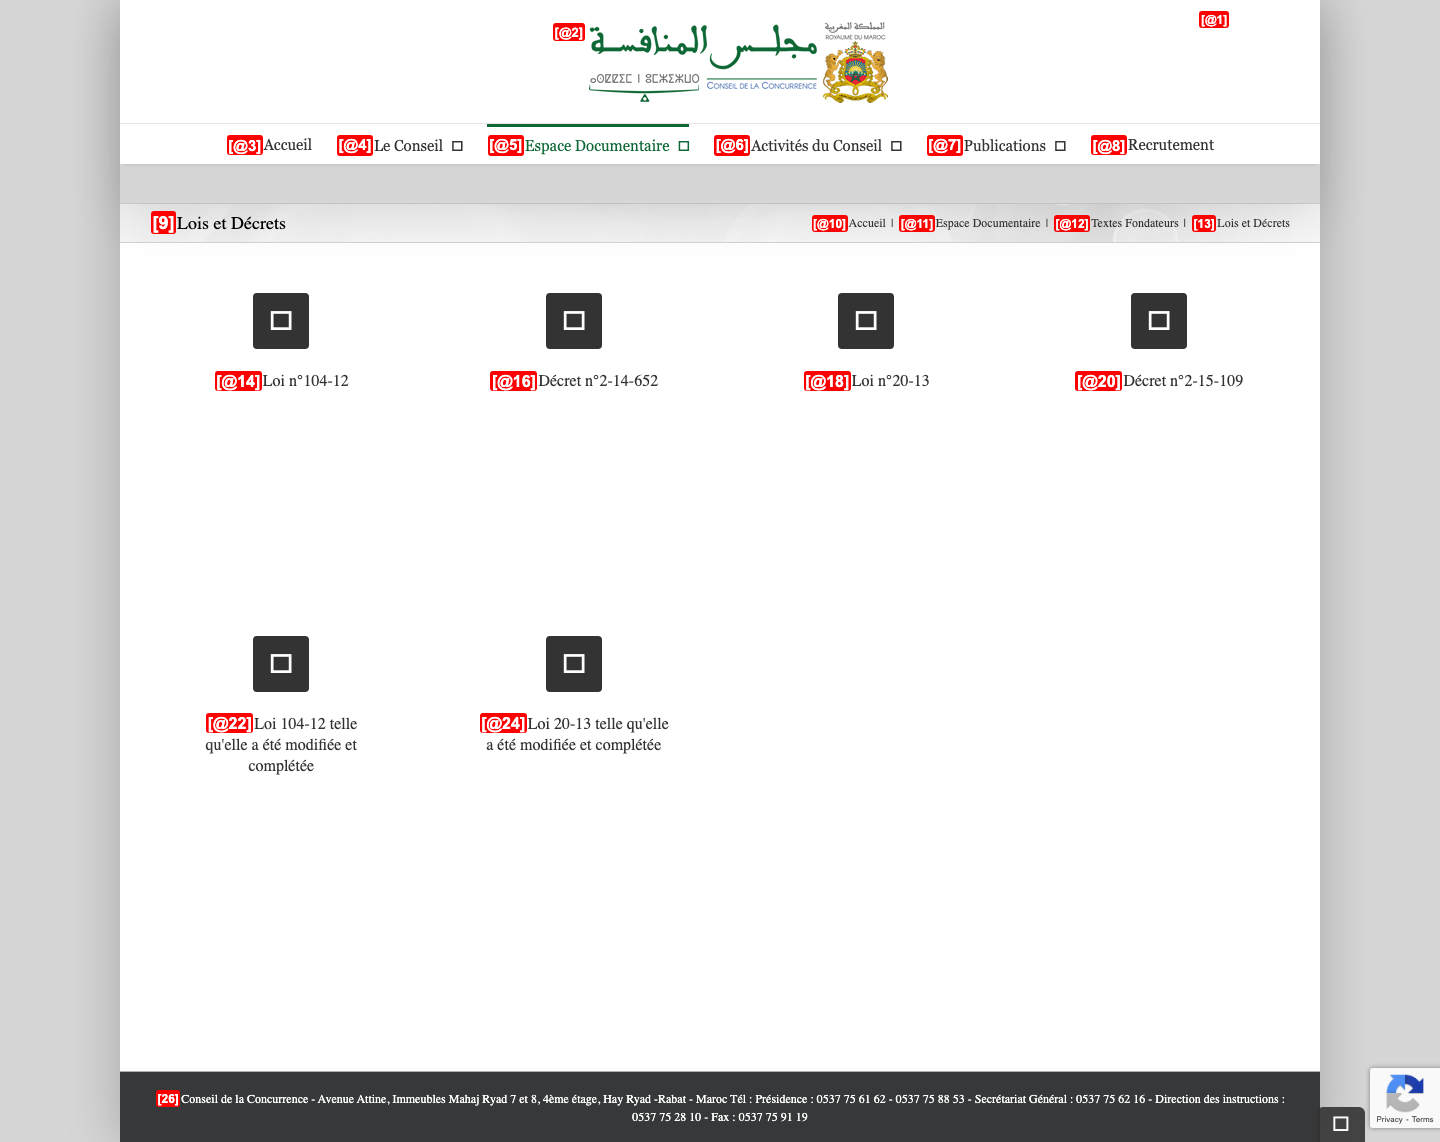 [@1]
المملكة المغربية
ROYAUME DU MAROC
[@2] مجلس المنافسة
ⴰⵙⵇⵇⵉⵎ ⵏ ⵓⵎⵣⵉⵣⵡⵔ
CONSEIL DE LA CONCURRENCE
[@3]Accueil [@4]Le Conseil [@5]Espace Documentaire [@6]Activités du Conseil [@7]Publications [@8]Recrutement
[9]Lois et Décrets
[@10]Accueil | [@11]Espace Documentaire | [@12]Textes Fondateurs | [13]Lois et Décrets
[@14]Loi n°104-12
[@16]Décret n°2-14-652
[@18]Loi n°20-13
[@20]Décret n°2-15-109
[@22]Loi 104-12 telle
qu'elle a été modifiée et
complétée
[@24]Loi 20-13 telle qu'elle
a été modifiée et complétée
[26]Conseil de la Concurrence - Avenue Attine, Immeubles Mahaj Ryad 7 et 8, 4ème étage, Hay Ryad -Rabat - Maroc Tél : Présidence : 0537 75 61 62 - 0537 75 88 53 - Secrétariat Général : 0537 75 62 16 - Direction des instructions :
0537 75 28 10 - Fax : 0537 75 91 19
Privacy - Terms